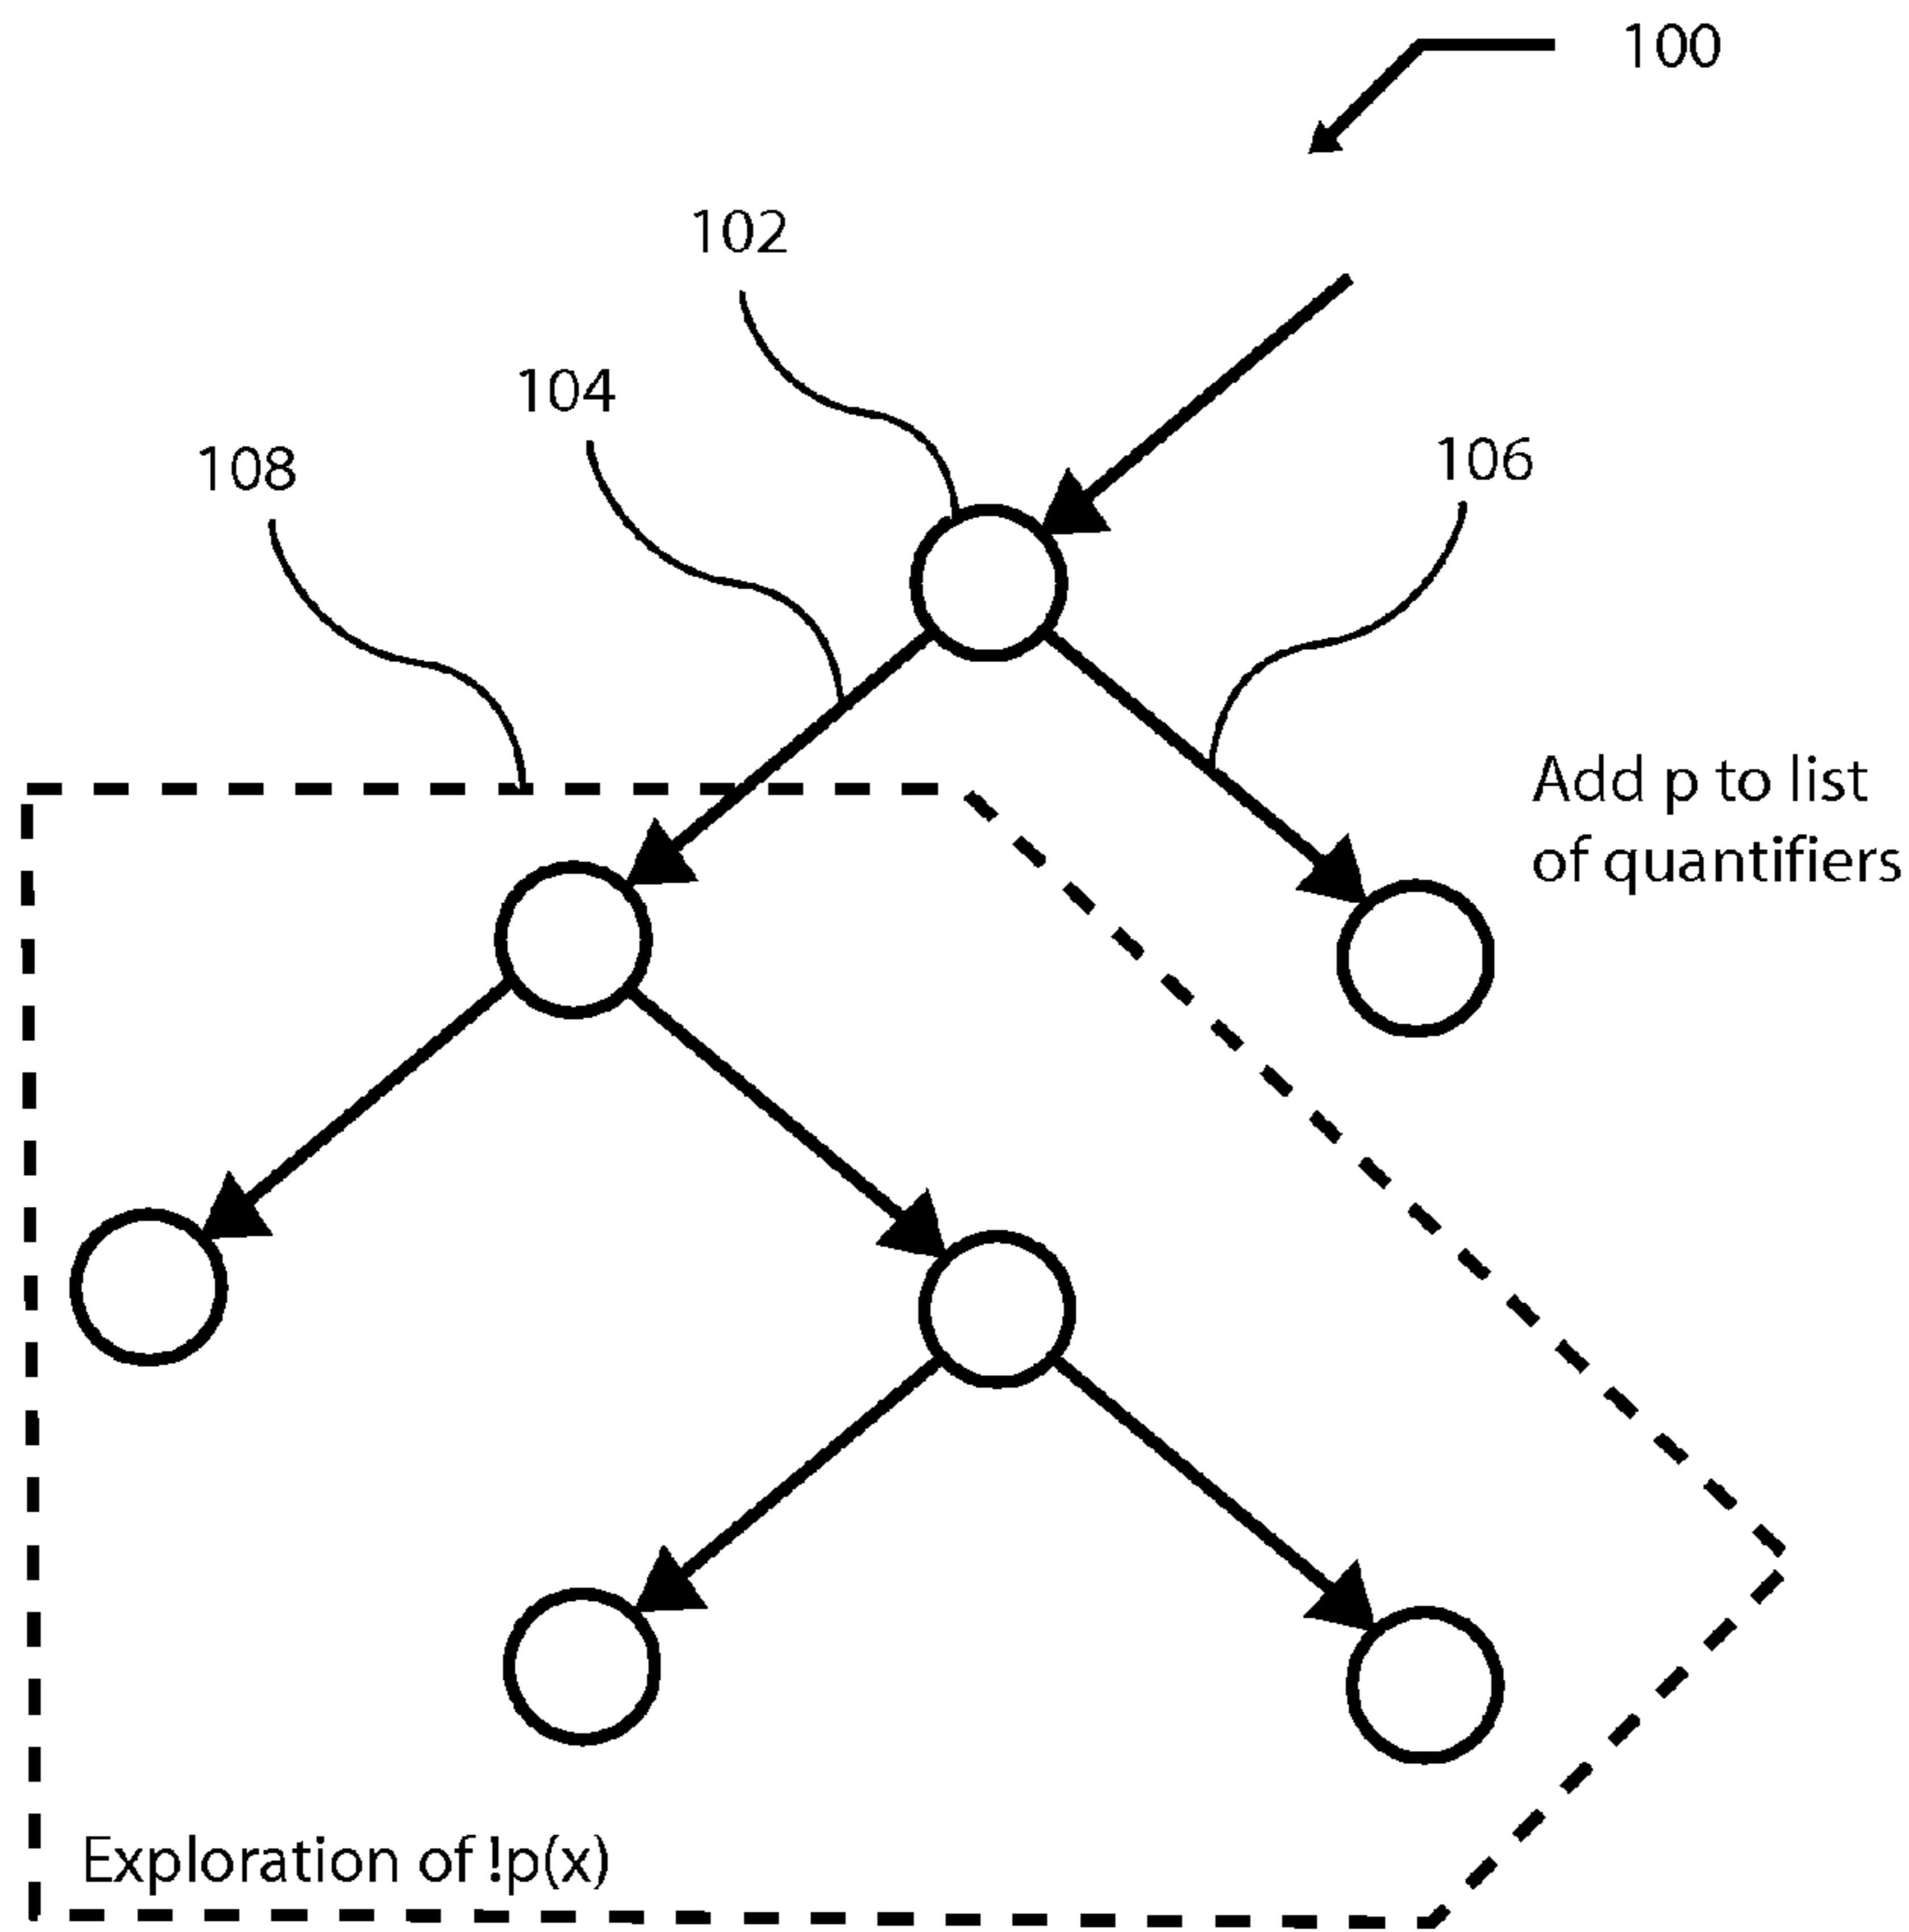 100
102
104
108
106
Add p to list
of quantifiers
Exploration of !p(x)